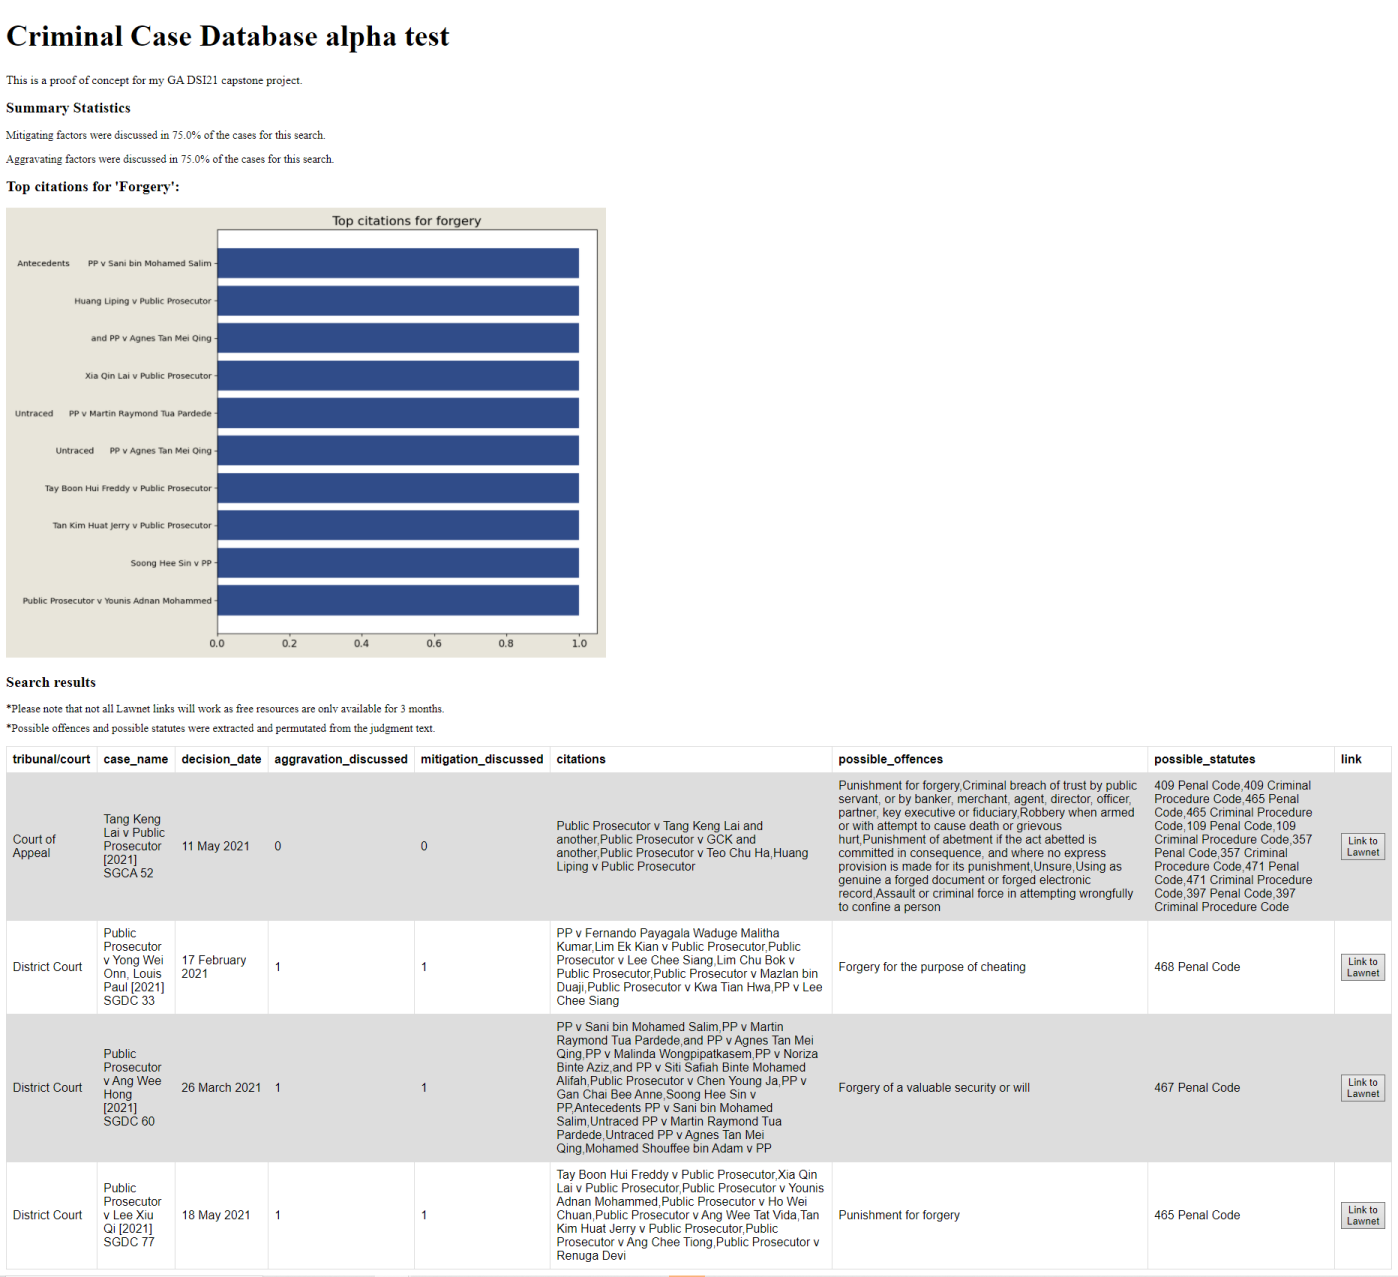 Criminal Case Database alpha test
This is a proof of concept for my GA DSI21 capstone project.
Summary Statistics
Mitigating factors were discussed in 75.0% of the cases for this search.
Aggravating factors were discussed in 75.0% of the cases for this search.
Top citations for 'Forgery':
Top citations for forgery
Antecedents PP v Sani bin Mohamed Salim
Huang Liping v Public Prosecutor
and PP v Agnes Tan Mei Qing
Xia Qin Lai v Public Prosecutor
Untraced PP v Martin Raymond Tua Pardede
Untraced PP v Agnes Tan Mei Qing
Tay Boon Hui Freddy v Public Prosecutor
Tan Kim Huat Jerry v Public Prosecutor
Soong Hee Sin v PP
Public Prosecutor v Younis Adnan Mohammed
0.0 0.2 0.4 0.6 0.8 1.0
Search results
*Please note that not all Lawnet links will work as free resources are only available for 3 months.
*Possible offences and possible statutes were extracted and permutated from the judgment text.
tribunal/court case_name decision_date aggravation_discussed mitigation_discussed citations possible_offences possible_statutes link
Court of
Appeal
Tang Keng
Lai v Public
Prosecutor
[2021]
SGCA 52
11 May 2021
0
0
Public Prosecutor v Tang Keng Lai and
another,Public Prosecutor v GCK and
another,Public Prosecutor v Teo Chu Ha,Huang
Liping v Public Prosecutor
Punishment for forgery,Criminal breach of trust by public
servant, or by banker, merchant, agent, director, officer,
partner, key executive or fiduciary,Robbery when armed
or with attempt to cause death or grievous
hurt,Punishment of abetment if the act abetted is
committed in consequence, and where no express
provision is made for its punishment,Unsure,Using as
genuine a forged document or forged electronic
record,Assault or criminal force in attempting wrongfully
to confine a person
409 Penal Code,409 Criminal
Procedure Code,465 Penal
Code,465 Criminal Procedure
Code,109 Penal Code,109
Criminal Procedure Code,357
Penal Code,357 Criminal
Procedure Code,471 Penal
Code,471 Criminal Procedure
Code,397 Penal Code,397
Criminal Procedure Code
Link to
Lawnet
District Court
Public
Prosecutor
v Yong Wei
Onn, Louis
Paul [2021]
SGDC 33
17 February
2021
1
1
PP v Fernando Payagala Waduge Malitha
Kumar,Lim Ek Kian v Public Prosecutor,Public
Prosecutor v Lee Chee Siang,Lim Chu Bok v
Public Prosecutor,Public Prosecutor v Mazlan bin
Duaji,Public Prosecutor v Kwa Tian Hwa,PP v Lee
Chee Siang
Forgery for the purpose of cheating
468 Penal Code
Link to
Lawnet
District Court
Public
Prosecutor
v Ang Wee
Hong
[2021]
SGDC 60
26 March 2021
1
1
PP v Sani bin Mohamed Salim,PP v Martin
Raymond Tua Pardede,and PP v Agnes Tan Mei
Qing,PP v Malinda Wongpipatkasem,PP v Noriza
Binte Aziz,and PP v Siti Safiah Binte Mohamed
Alifah,Public Prosecutor v Chen Young Ja,PP v
Gan Chai Bee Anne,Soong Hee Sin v
PP,Antecedents PP v Sani bin Mohamed
Salim,Untraced PP v Martin Raymond Tua
Pardede,Untraced PP v Agnes Tan Mei
Qing,Mohamed Shouffee bin Adam v PP
Forgery of a valuable security or will
467 Penal Code
Link to
Lawnet
District Court
Public
Prosecutor
v Lee Xiu
Qi [2021]
SGDC 77
18 May 2021
1
1
Tay Boon Hui Freddy v Public Prosecutor,Xia Qin
Lai v Public Prosecutor,Public Prosecutor v Younis
Adnan Mohammed,Public Prosecutor v Ho Wei
Chuan,Public Prosecutor v Ang Wee Tat Vida,Tan
Kim Huat Jerry v Public Prosecutor,Public
Prosecutor v Ang Chee Tiong,Public Prosecutor v
Renuga Devi
Punishment for forgery
465 Penal Code
Link to
Lawnet